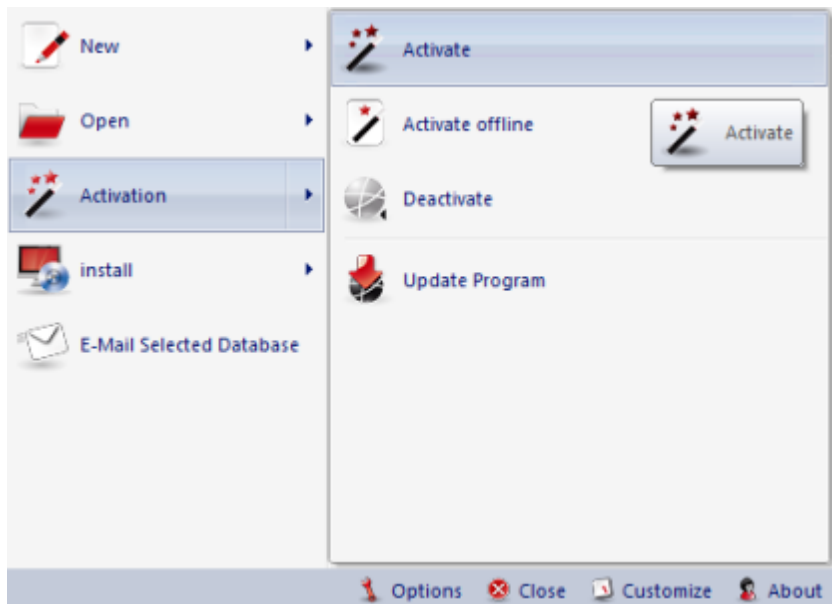 New
Open
Activation
install
E-Mail Selected Database
Activate
Activate offline
Activate
Deactivate
Update Program
Options
Close
Customize
About